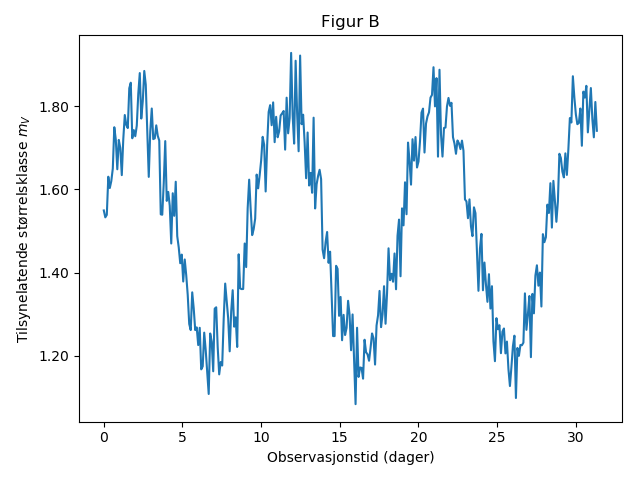 Figur B
Tilsynelatende størrelsklasse $m_V$
1.80
1.60
1.40
1.20
0 5 10 15 20 25 30
Observasjonstid (dager)